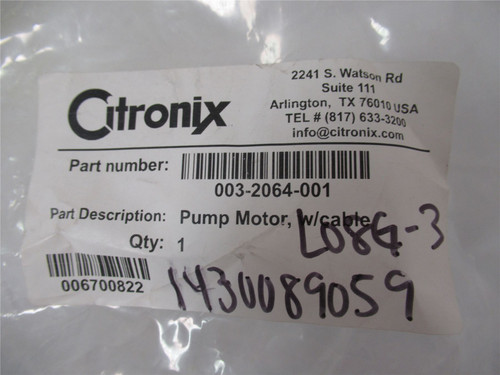 Citronix
2241 S. Watson Rd
Suite 111
Arlington, TX 76010 USA
TEL # (817) 633-3200
info@citronix.com
Part number:
003-2064-001
Part Description: Pump Motor, w/cable
L08G-3
Qty: 1
006700822
1430089059